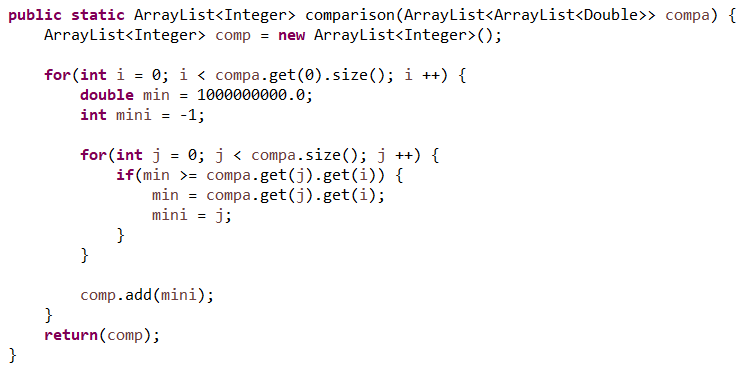 public static ArrayList<Integer> comparison(ArrayList<ArrayList<Double>> compa) {
    ArrayList<Integer> comp = new ArrayList<Integer>();

    for(int i = 0; i < compa.get(0).size(); i ++) {
        double min = 1000000000.0;
        int mini = -1;

        for(int j = 0; j < compa.size(); j ++) {
            if(min >= compa.get(j).get(i)) {
                min = compa.get(j).get(i);
                mini = j;
            }
        }

        comp.add(mini);
    }
    return(comp);
}